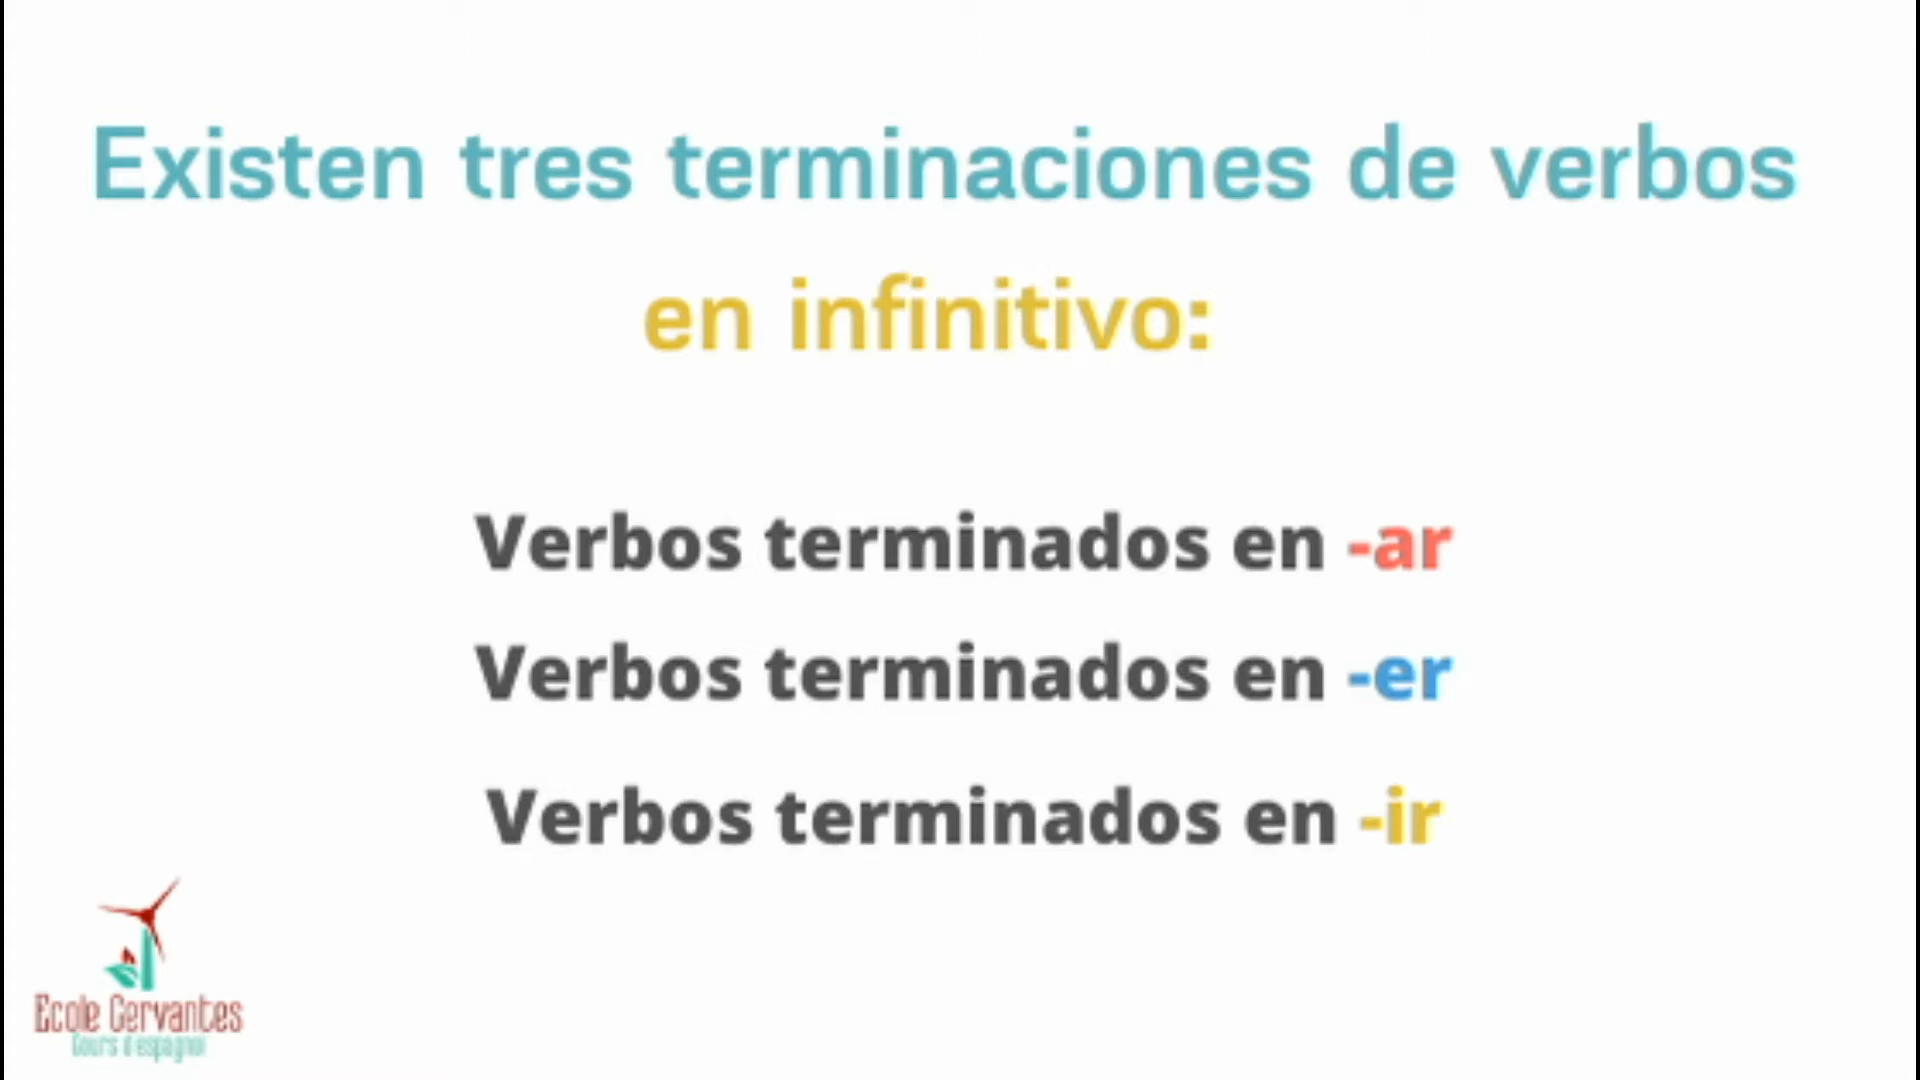 Existen tres terminaciones de verbos
en infinitivo:
Verbos terminados en -ar
Verbos terminados en -er
Verbos terminados en -ir
Ecole Cervantes
Cours d'espagnol